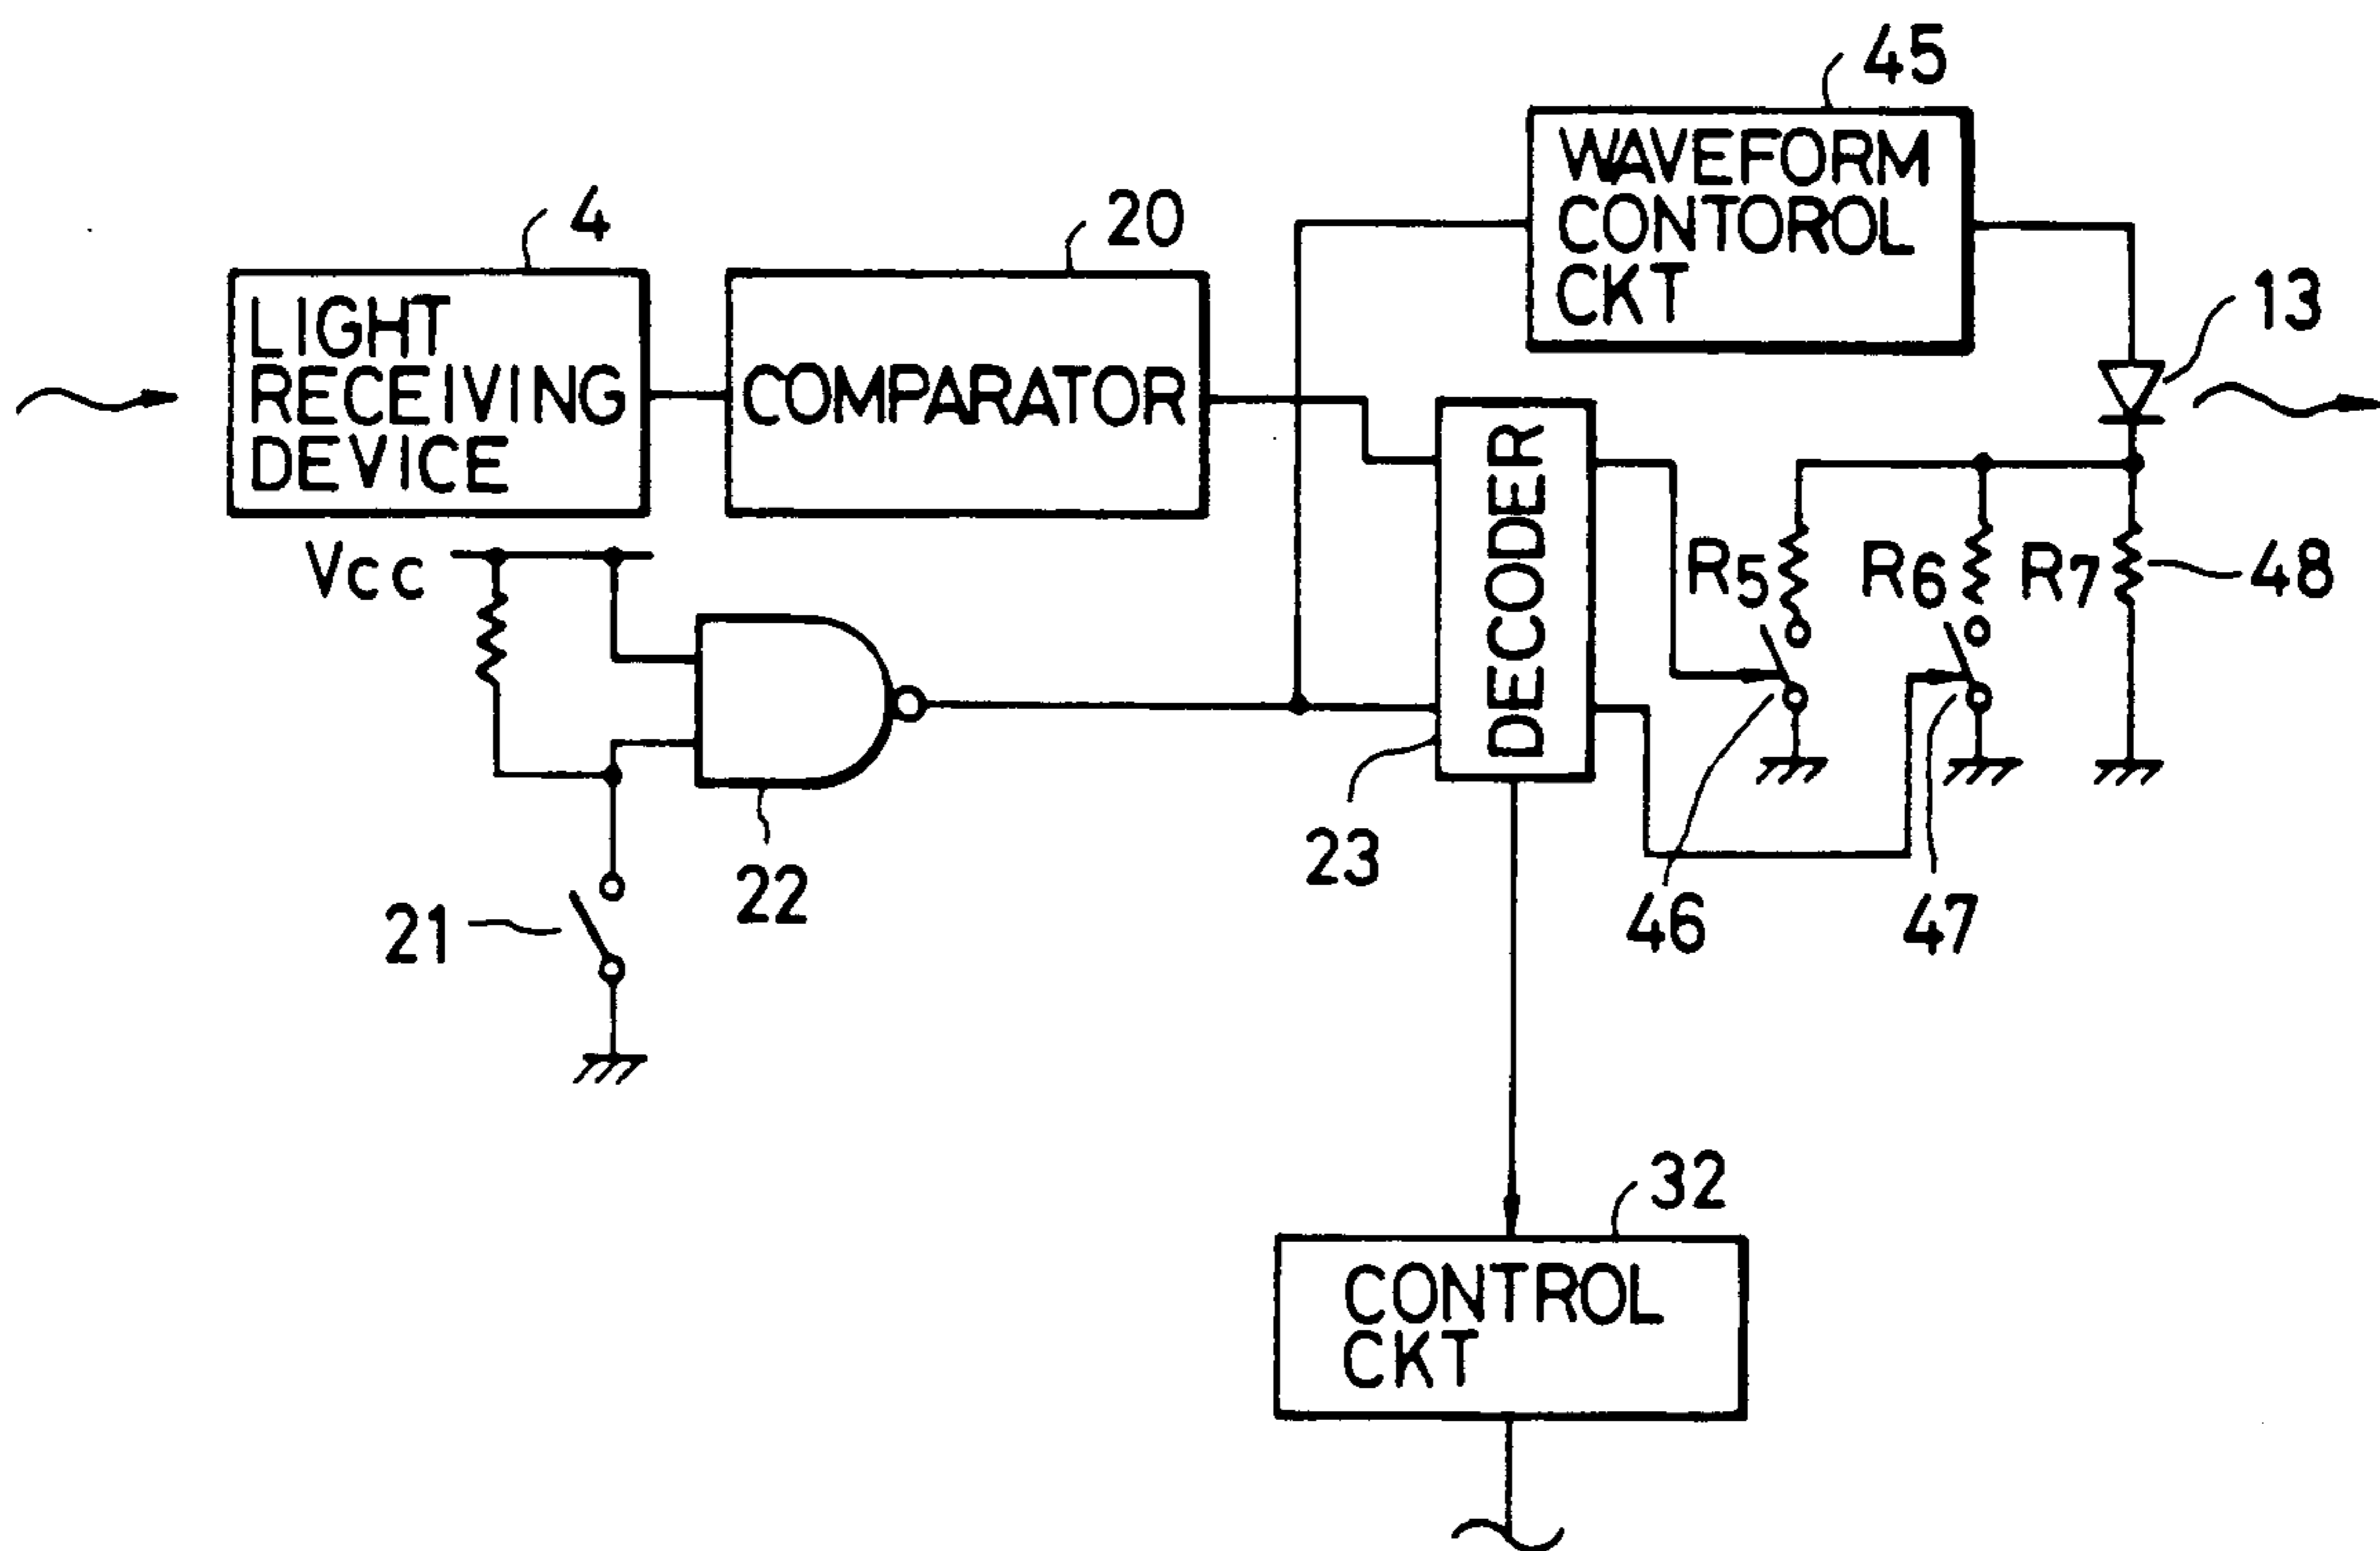 45
WAVEFORM
CONTOROL
CKT
4
20
LIGHT
RECEIVING
DEVICE
COMPARATOR
13
DECODER
Vcc
R5
R6
R7
48
22
23
21
46
47
32
CONTROL
CKT